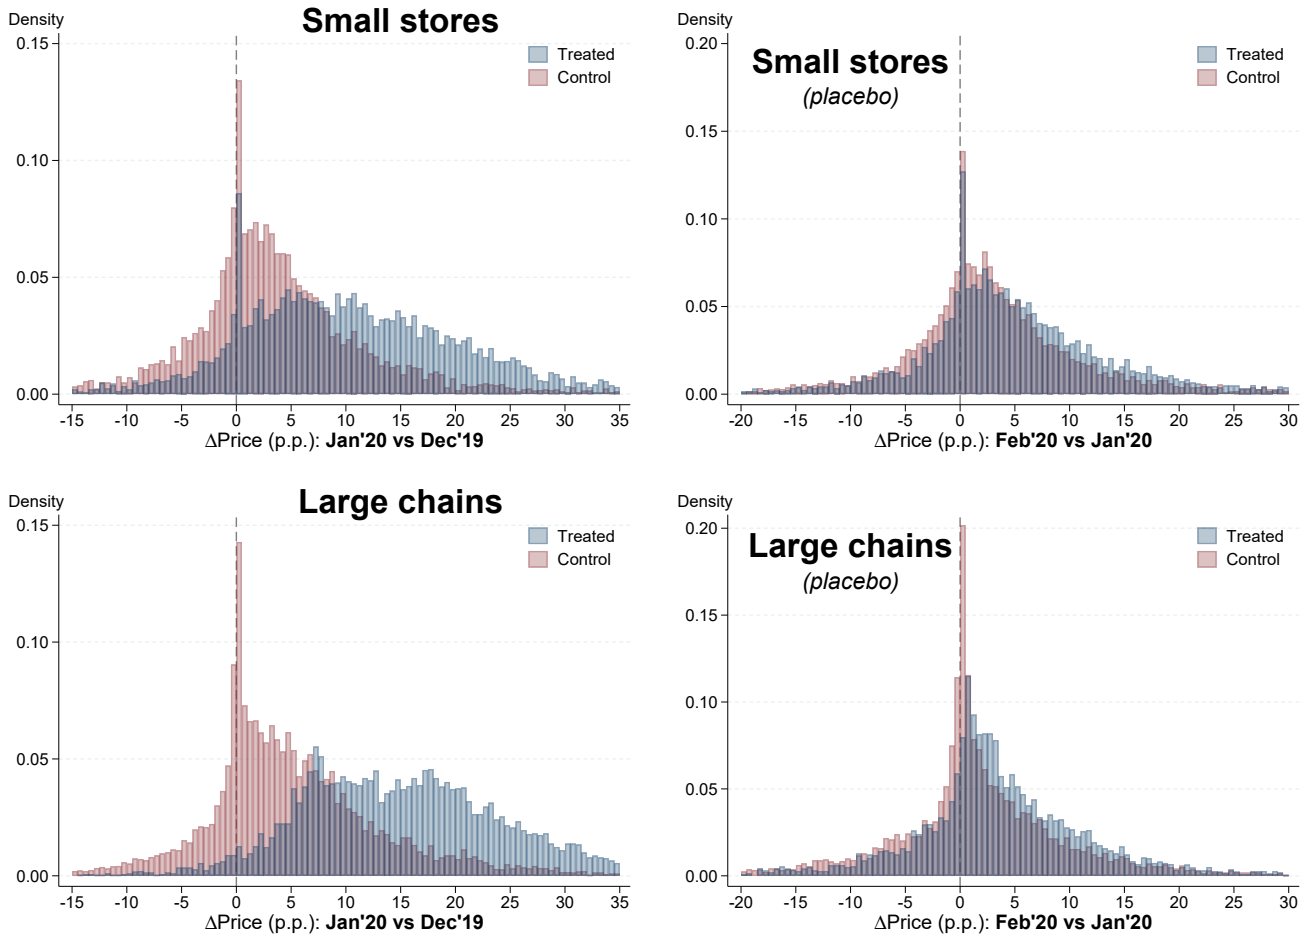 Small stores
Density
Treated
Control
0.15
0.10
0.05
0.00
-15 -10 -5 0 5 10 15 20 25 30 35
∆Price (p.p.): Jan'20 vs Dec'19
Density
Small stores
(placebo)
Treated
Control
0.20
0.15
0.10
0.05
0.00
-20 -15 -10 -5 0 5 10 15 20 25 30
∆Price (p.p.): Feb'20 vs Jan'20
Large chains
Density
Treated
Control
0.15
0.10
0.05
0.00
-15 -10 -5 0 5 10 15 20 25 30 35
∆Price (p.p.): Jan'20 vs Dec'19
Density
Large chains
(placebo)
Treated
Control
0.20
0.15
0.10
0.05
0.00
-20 -15 -10 -5 0 5 10 15 20 25 30
∆Price (p.p.): Feb'20 vs Jan'20